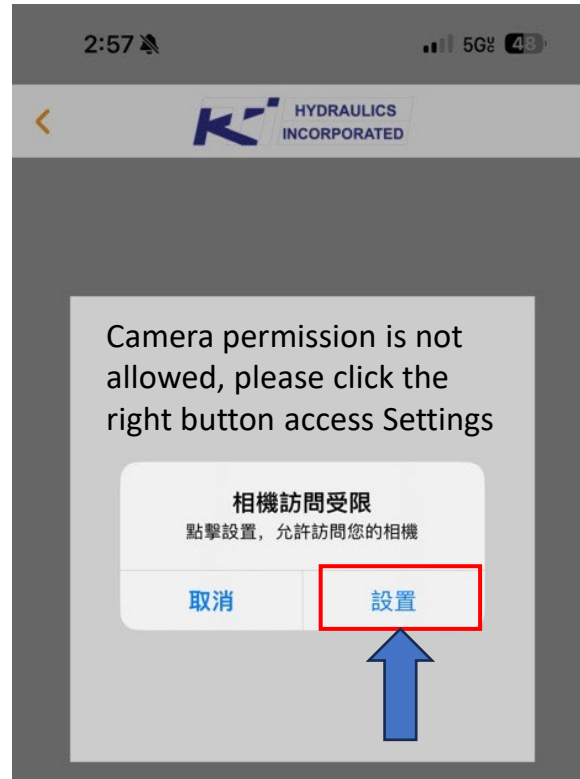 2:57
5G
48
HYDRAULICS
INCORPORATED
Camera permission is not
allowed, please click the
right button access Settings
相機訪問受限
點擊設置，允許訪問您的相機
取消
設置